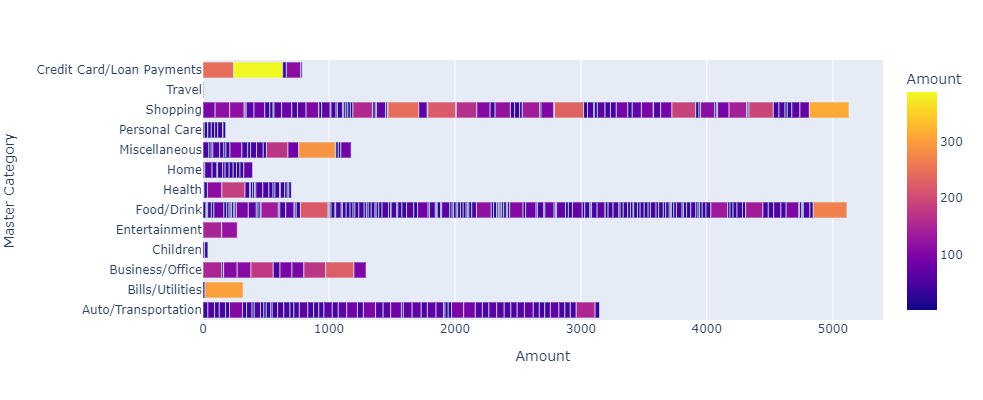 Credit Card/Loan Payments
Travel
Shopping
Personal Care
Miscellaneous
Home
Health
Food/Drink
Entertainment
Children
Business/Office
Bills/Utilities
Auto/Transportation
Master Category
0 1000 2000 3000 4000 5000
Amount
Amount
300
200
100